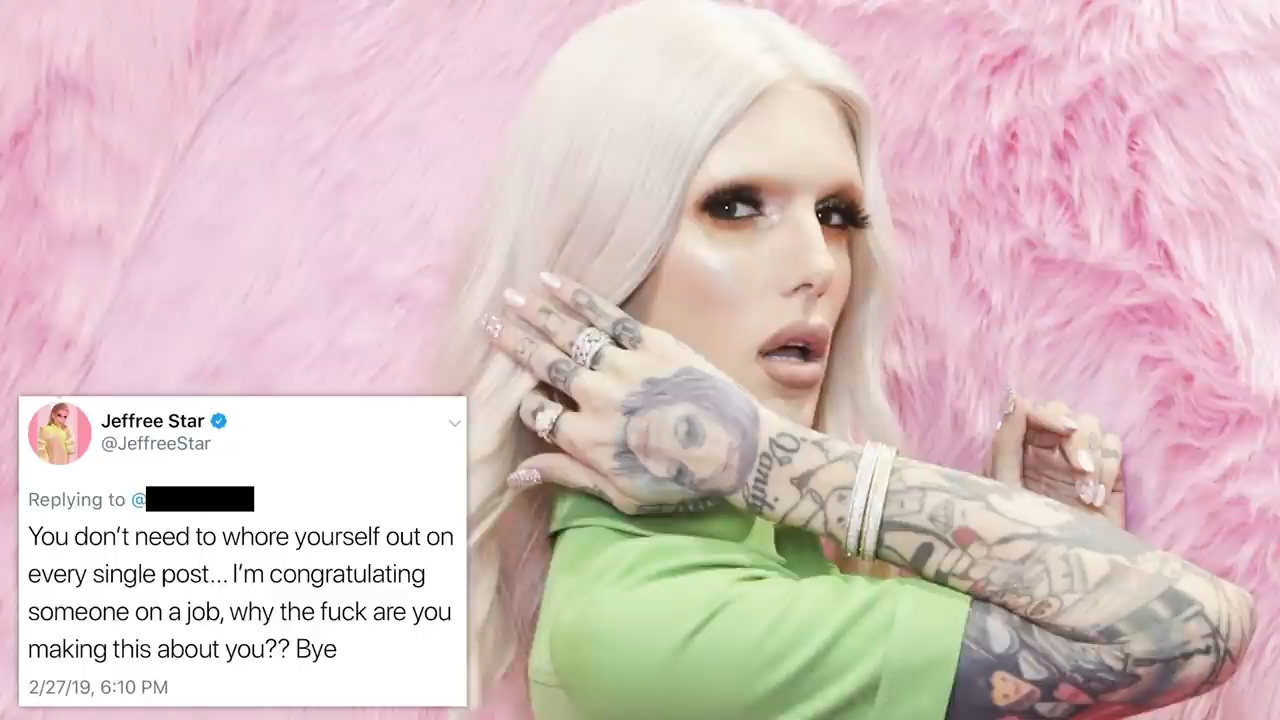 Jeffree Star
@JeffreeStar
Replying to @
You don't need to whore yourself out on
every single post... I'm congratulating
someone on a job, why the fuck are you
making this about you?? Bye
2/27/19, 6:10 PM
Vanity